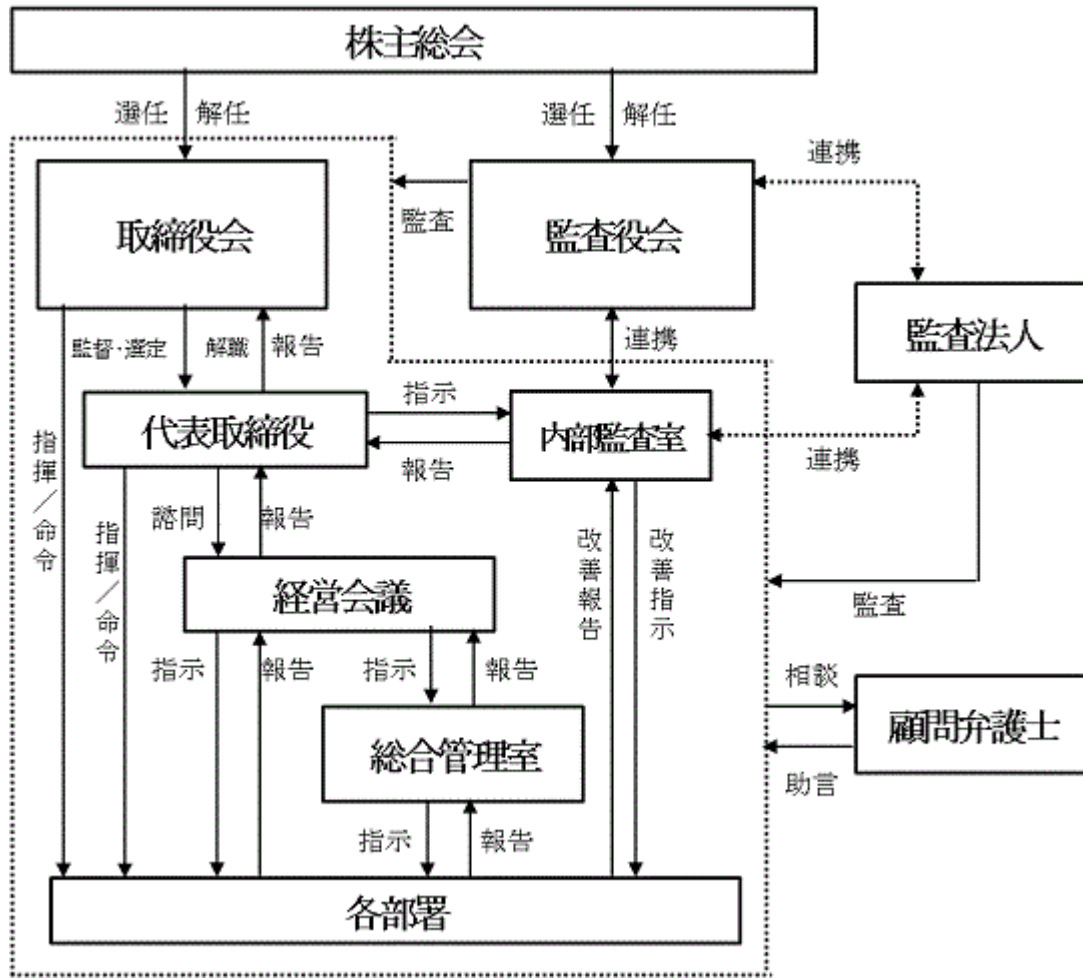 株主総会
選任 解任
選任 解任
連携
取締役会
監査
監査役会
監査法人
監督・選定 解職 報告
連携
代表取締役
指示
報告
内部監査室
連携
指揮/命令
指揮/命令
諮問 報告
改善報告
改善指示
経営会議
監査
指示 報告
指示 報告
相談
顧問弁護士
助言
総合管理室
指示 報告
各部署